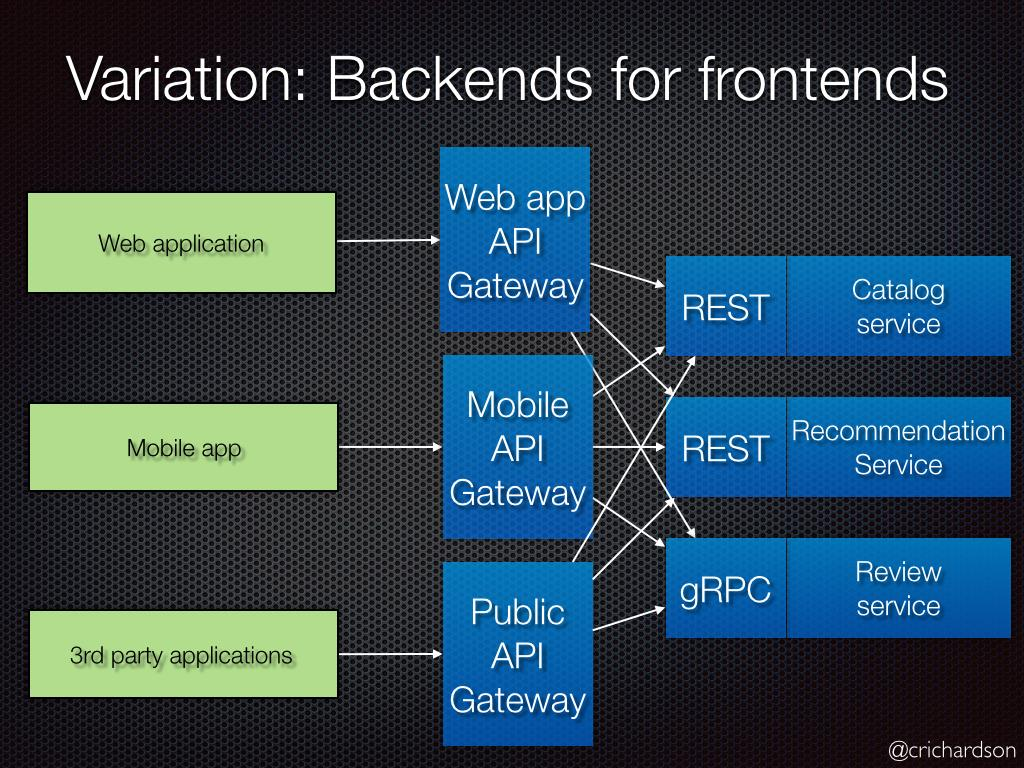 Variation: Backends for frontends
Web application
Web app
API
Gateway
REST
Catalog
service
Mobile app
Mobile
API
Gateway
REST
Recommendation
Service
3rd party applications
Public
API
Gateway
gRPC
Review
service
@crichardson